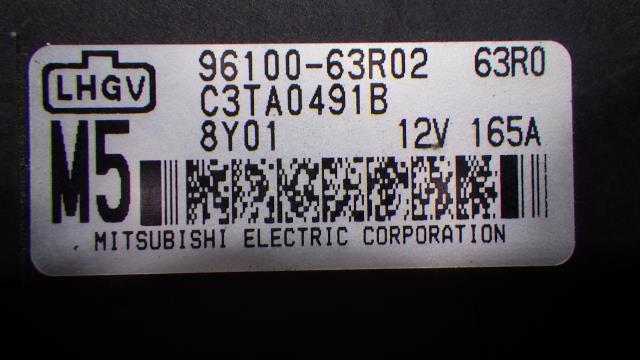 LHGV
96100-63R02 63R0
C3TA0491B
8Y01 12V 165A
M5
MITSUBISHI ELECTRIC CORPORATION